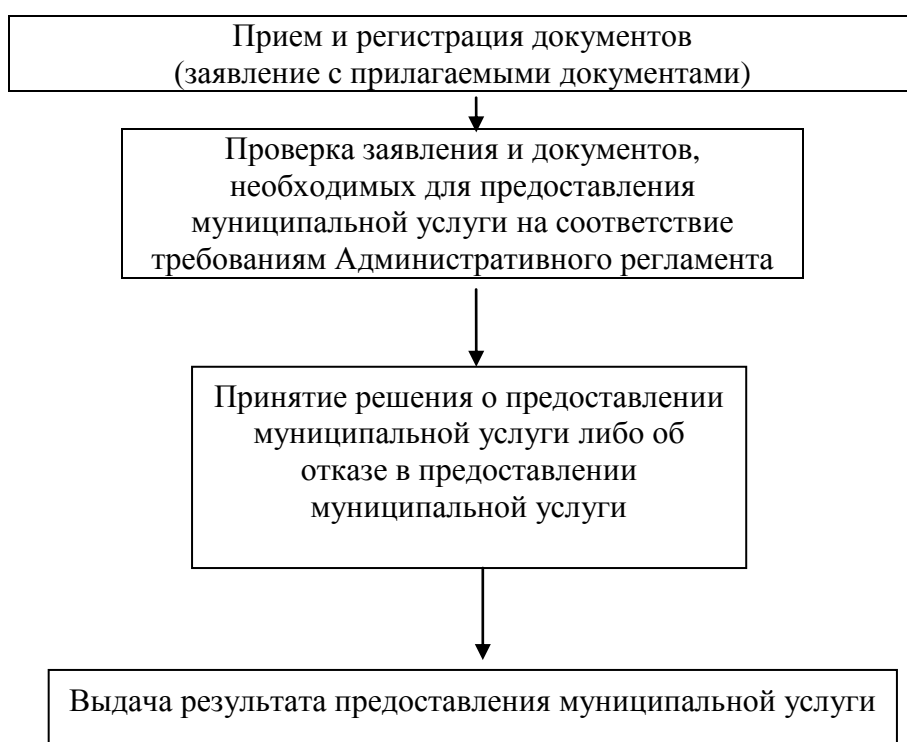 Прием и регистрация документов
(заявление с прилагаемыми документами)
Проверка заявления и документов,
необходимых для предоставления
муниципальной услуги на соответствие
требованиям Административного регламента
Принятие решения о предоставлении
муниципальной услуги либо об
отказе в предоставлении
муниципальной услуги
Выдача результата предоставления муниципальной услуги